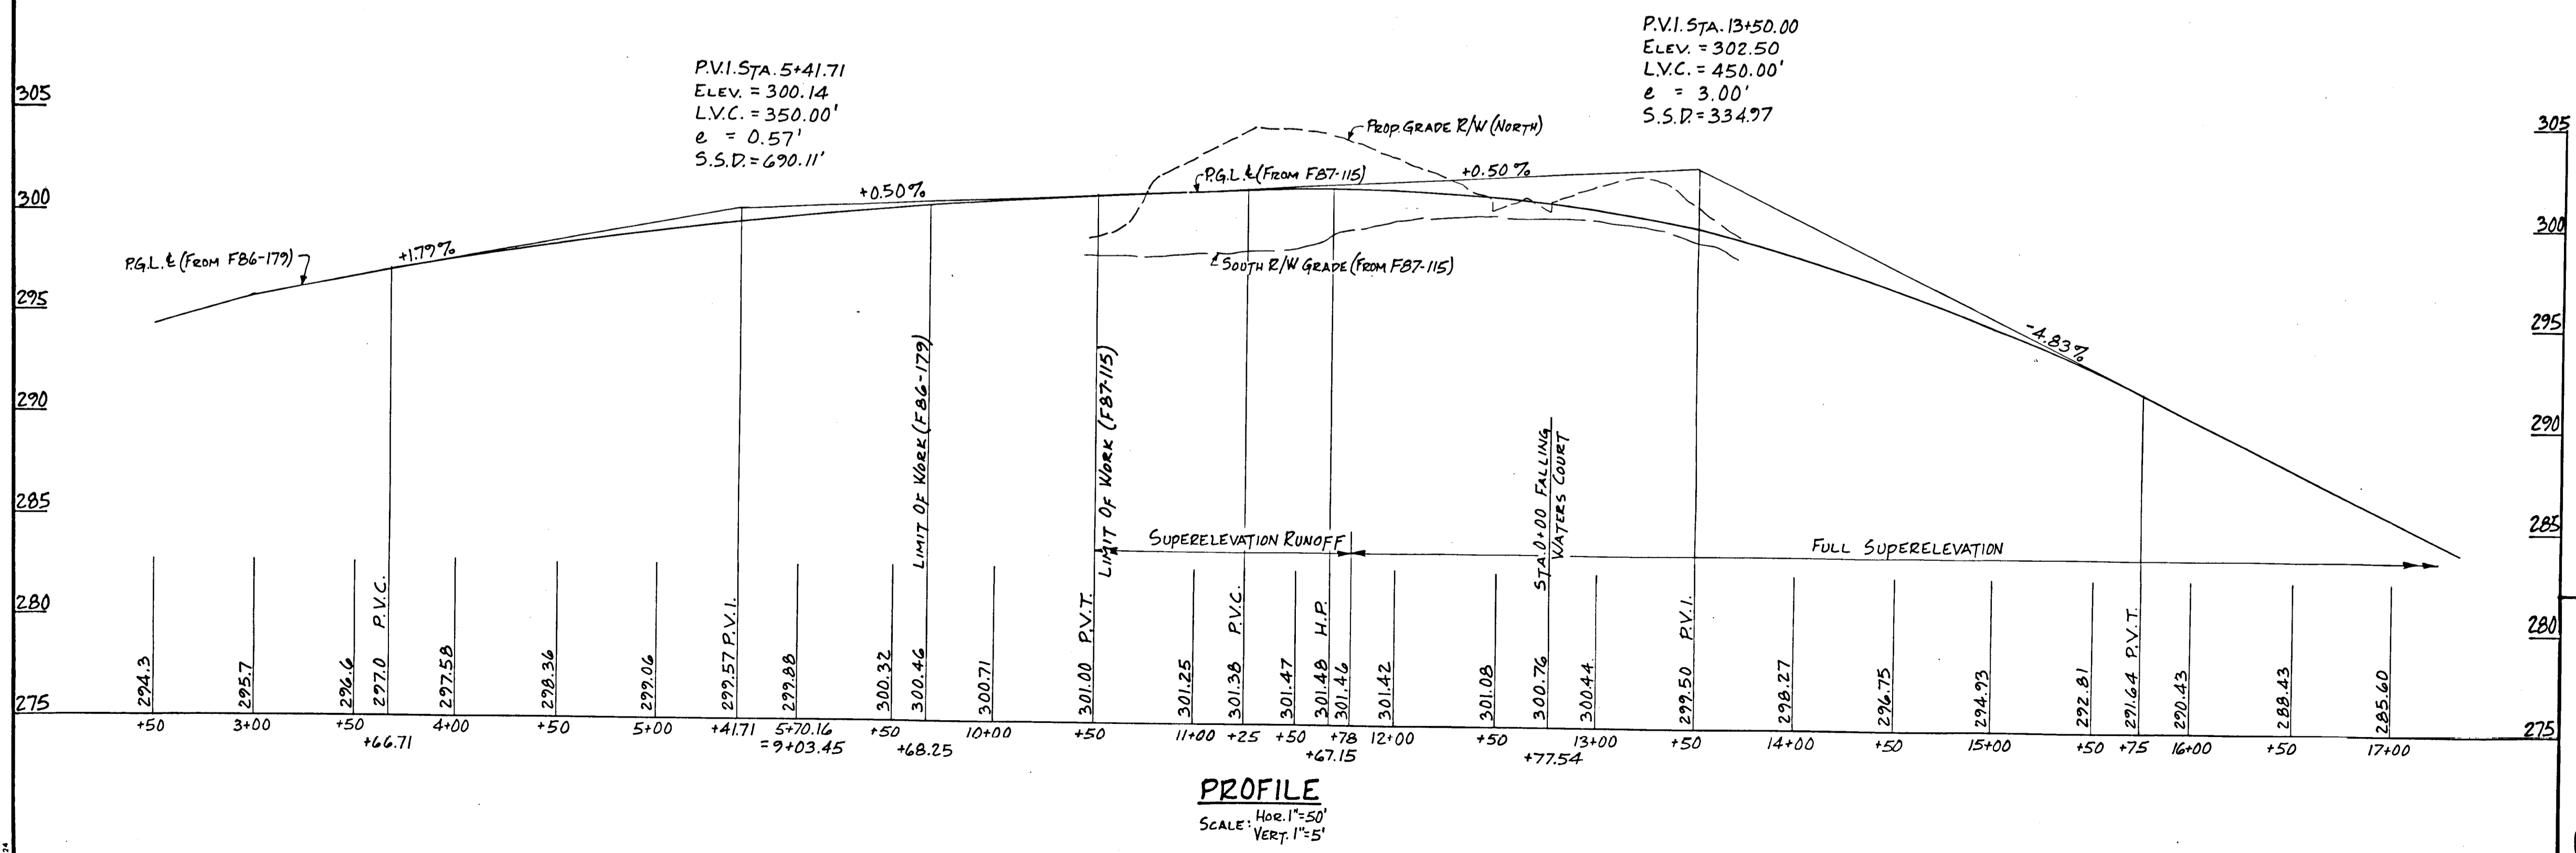 P.V.I. STA. 5+41.71
ELEV. = 300.14
L.V.C. = 350.00'
e = 0.57'
S.S.D. = 690.11'
P.V.I. STA. 13+50.00
ELEV. = 302.50
L.V.C. = 450.00'
e = 3.00'
S.S.D. = 334.97
305
300
295
290
285
280
275
305
300
295
290
285
280
275
P.G.L. ℄ (FROM F86-179)
+1.79%
+0.50%
PROP. GRADE R/W (NORTH)
P.G.L. ℄ (FROM F87-115)
+0.50%
SOUTH R/W GRADE (FROM F87-115)
-4.83%
LIMIT OF WORK (F86-179)
LIMIT OF WORK (F87-115)
STA. 0+00 FALLING
WATERS COURT
SUPERELEVATION RUNOFF
FULL SUPERELEVATION
294.3
295.7
296.6
297.0 P.V.C.
297.58
298.36
299.06
299.57 P.V.I.
299.88
300.32
300.46
300.71
301.00 P.V.T.
301.25
301.38 P.V.C.
301.47
301.48 H.P.
301.46
301.42
301.08
300.76
300.44
299.50 P.V.I.
298.27
296.75
294.93
292.81
291.64 P.V.T.
290.43
288.43
285.60
+50 3+00 +50 4+00 +50 5+00 +41.71 5+70.16 +50 10+00 +50 11+00 +25 +50 +78 12+00 +50 13+00 +50 14+00 +50 15+00 +50 +75 16+00 +50 17+00
+66.71 =9+03.45 +68.25 +67.15 +77.54
PROFILE
SCALE: HOR. 1"=50'
VERT. 1"=5'
24